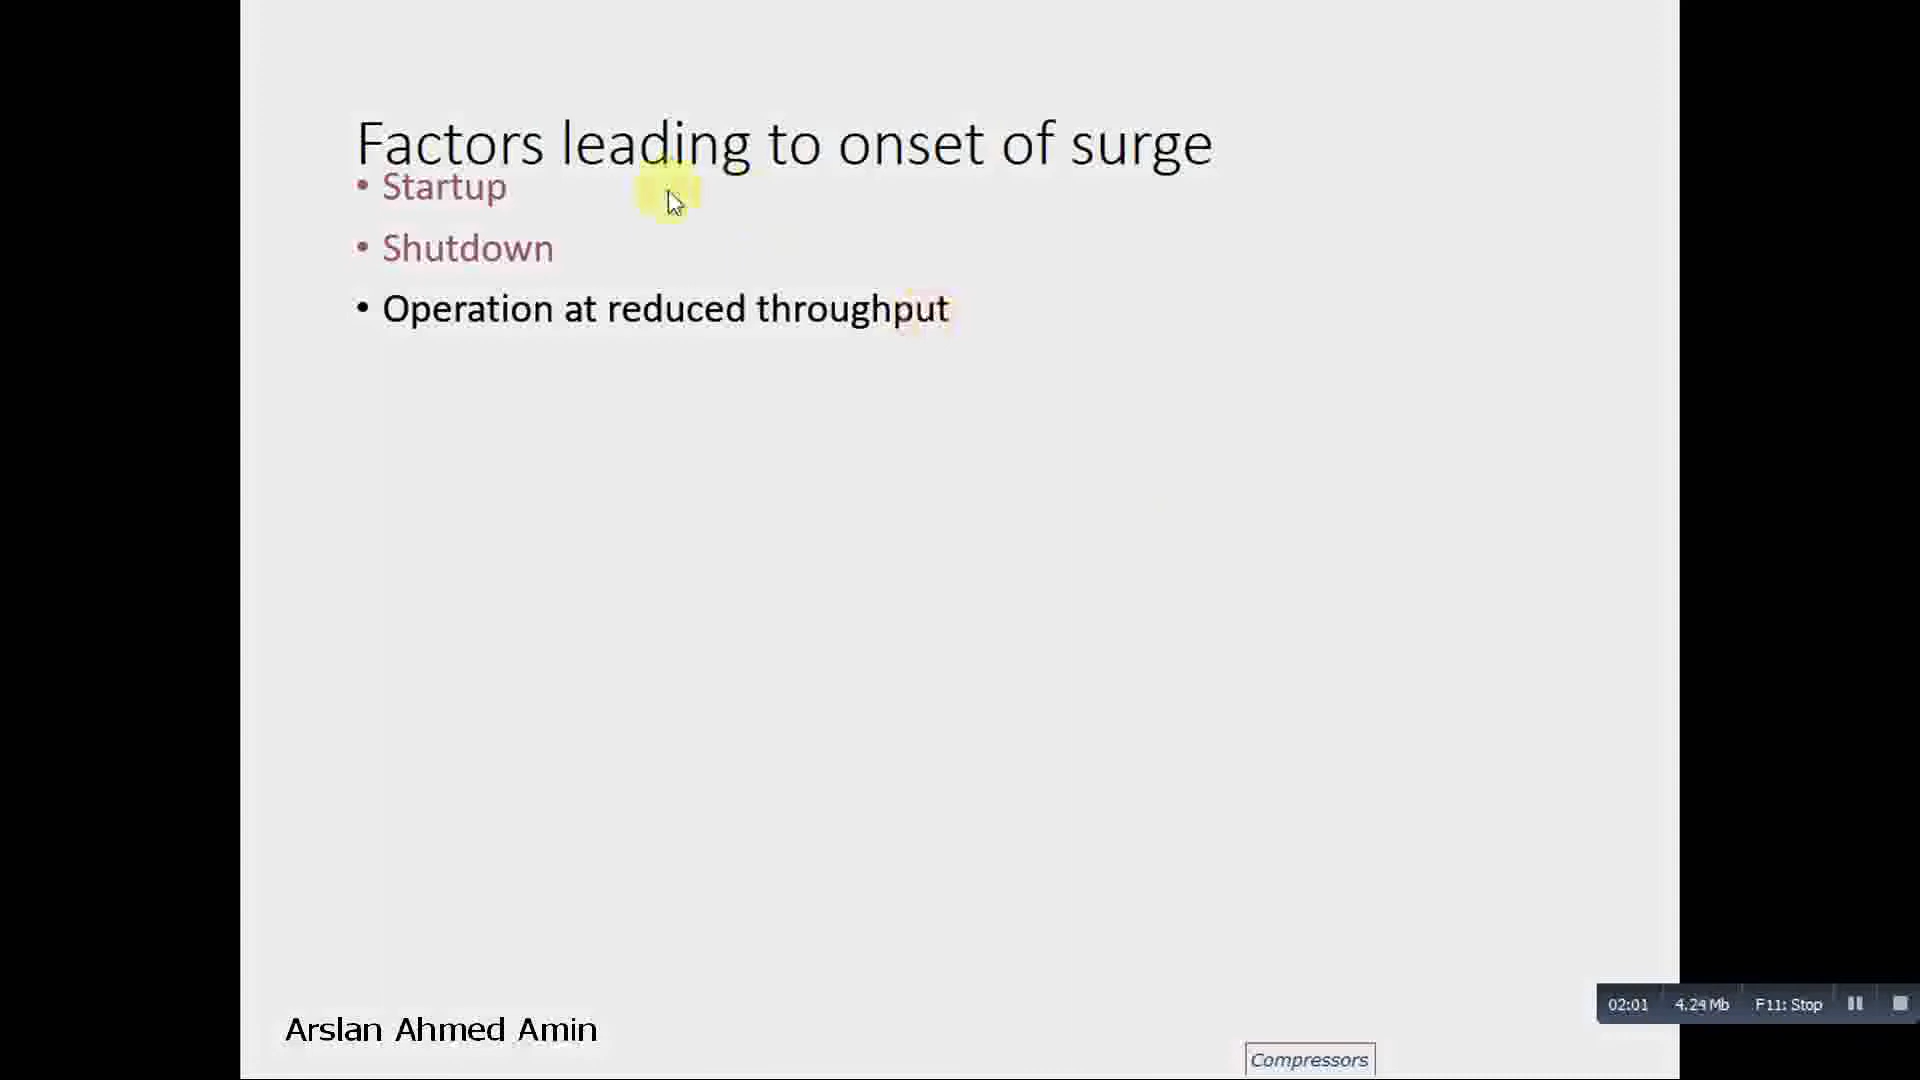 Factors leading to onset of surge
• Startup
• Shutdown
• Operation at reduced throughput
02:01 4.24 Mb F11: Stop
Arslan Ahmed Amin
Compressors